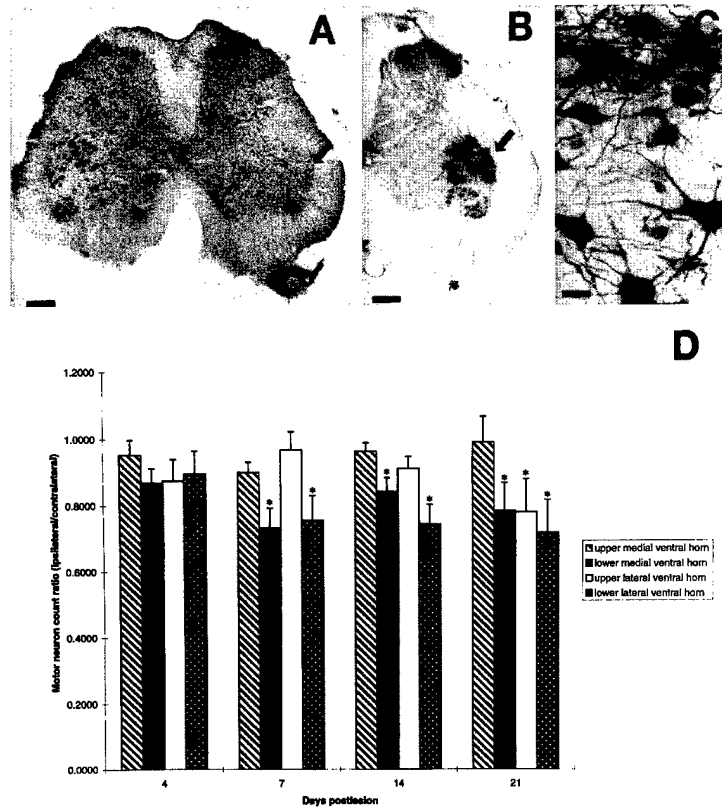 A
B
C
D
1.2000
1.0000
0.8000
0.6000
0.4000
0.2000
0.0000
Motor neuron count ratio (ipsilateral/contralateral)
* * * * * * *
4 7 14 21
Days postlesion
upper medial ventral horn
lower medial ventral horn
upper lateral ventral horn
lower lateral ventral horn